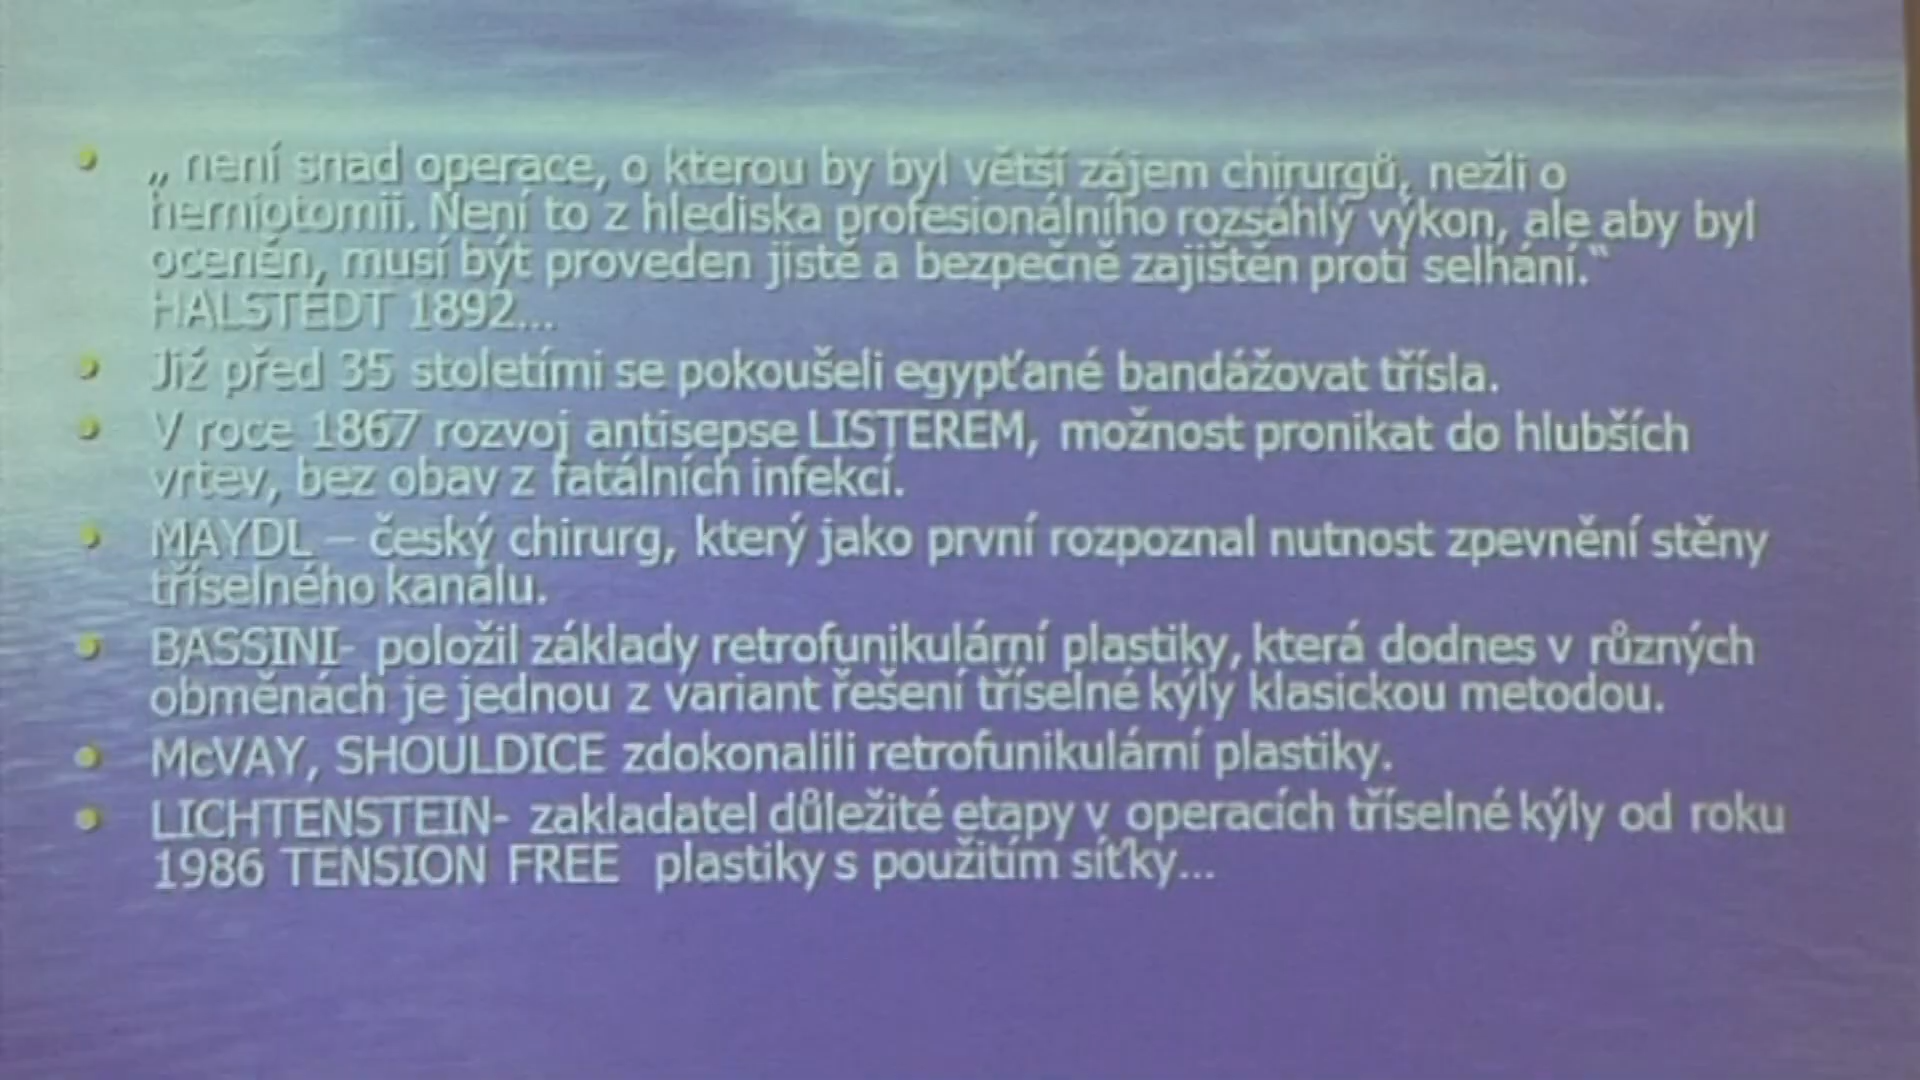 „ není snad operace, o kterou by byl větší zájem chirurgů, nežli o
herniotomii. Není to z hlediska profesionálního rozsáhlý výkon, ale aby byl
oceněn, musí být proveden jistě a bezpečně zajištěn proti selhání.“
HALSTEDT 1892...
Již před 35 stoletími se pokoušeli egypťané bandážovat třísla.
V roce 1867 rozvoj antisepse LISTEREM, možnost pronikat do hlubších
vrtev, bez obav z fatálních infekcí.
MAYDL – český chirurg, který jako první rozpoznal nutnost zpevnění stěny
tříselného kanálu.
BASSINI- položil základy retrofunikulární plastiky, která dodnes v různých
obměnách je jednou z variant řešení tříselné kýly klasickou metodou.
McVAY, SHOULDICE zdokonalili retrofunikulární plastiky.
LICHTENSTEIN- zakladatel důležité etapy v operacích tříselné kýly od roku
1986 TENSION FREE plastiky s použitím síťky...